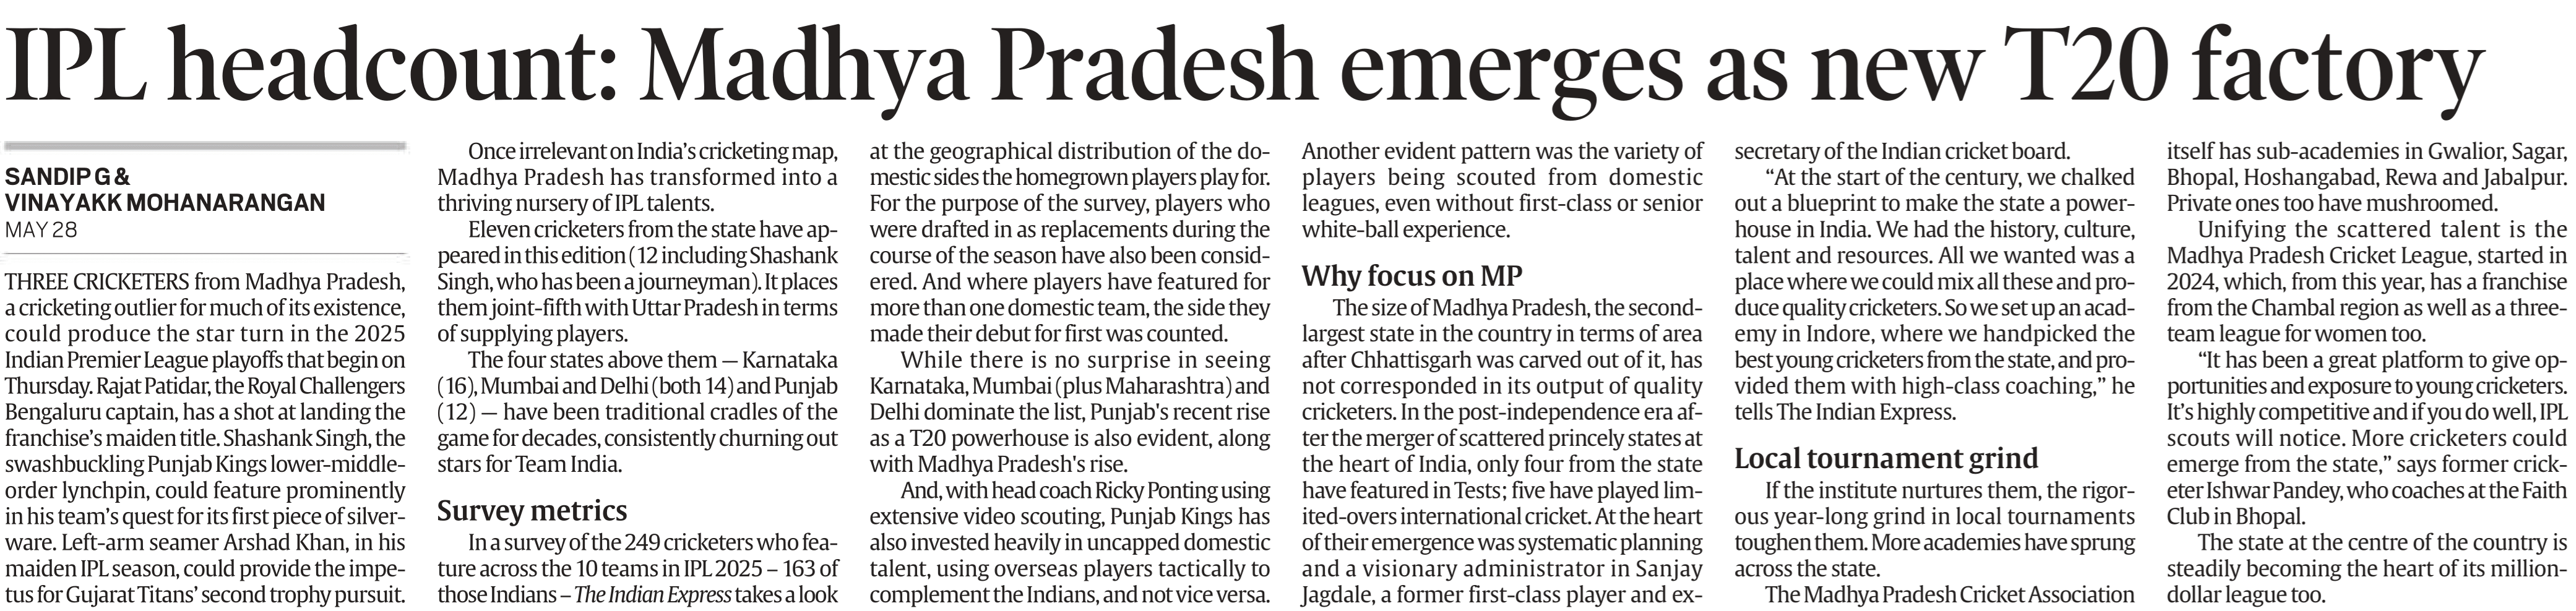 IPL headcount: Madhya Pradesh emerges as new T20 factory
SANDIP G &
VINAYAKK MOHANARANGAN
MAY 28
THREE CRICKETERS from Madhya Pradesh,
a cricketing outlier for much of its existence,
could produce the star turn in the 2025
Indian Premier League playoffs that begin on
Thursday. Rajat Patidar, the Royal Challengers
Bengaluru captain, has a shot at landing the
franchise's maiden title. Shashank Singh, the
swashbuckling Punjab Kings lower-middle-
order lynchpin, could feature prominently
in his team's quest for its first piece of silver-
ware. Left-arm seamer Arshad Khan, in his
maiden IPL season, could provide the impe-
tus for Gujarat Titans' second trophy pursuit.
Once irrelevant on India's cricketing map,
Madhya Pradesh has transformed into a
thriving nursery of IPL talents.
Eleven cricketers from the state have ap-
peared in this edition (12 including Shashank
Singh, who has been a journeyman). It places
them joint-fifth with Uttar Pradesh in terms
of supplying players.
The four states above them — Karnataka
(16), Mumbai and Delhi (both 14) and Punjab
(12) — have been traditional cradles of the
game for decades, consistently churning out
stars for Team India.
Survey metrics
In a survey of the 249 cricketers who fea-
ture across the 10 teams in IPL 2025 – 163 of
those Indians – The Indian Express takes a look
at the geographical distribution of the do-
mestic sides the homegrown players play for.
For the purpose of the survey, players who
were drafted in as replacements during the
course of the season have also been consid-
ered. And where players have featured for
more than one domestic team, the side they
made their debut for first was counted.
While there is no surprise in seeing
Karnataka, Mumbai (plus Maharashtra) and
Delhi dominate the list, Punjab's recent rise
as a T20 powerhouse is also evident, along
with Madhya Pradesh's rise.
And, with head coach Ricky Ponting using
extensive video scouting, Punjab Kings has
also invested heavily in uncapped domestic
talent, using overseas players tactically to
complement the Indians, and not vice versa.
Another evident pattern was the variety of
players being scouted from domestic
leagues, even without first-class or senior
white-ball experience.
Why focus on MP
The size of Madhya Pradesh, the second-
largest state in the country in terms of area
after Chhattisgarh was carved out of it, has
not corresponded in its output of quality
cricketers. In the post-independence era af-
ter the merger of scattered princely states at
the heart of India, only four from the state
have featured in Tests; five have played lim-
ited-overs international cricket. At the heart
of their emergence was systematic planning
and a visionary administrator in Sanjay
Jagdale, a former first-class player and ex-
secretary of the Indian cricket board.
“At the start of the century, we chalked
out a blueprint to make the state a power-
house in India. We had the history, culture,
talent and resources. All we wanted was a
place where we could mix all these and pro-
duce quality cricketers. So we set up an acad-
emy in Indore, where we handpicked the
best young cricketers from the state, and pro-
vided them with high-class coaching,” he
tells The Indian Express.
Local tournament grind
If the institute nurtures them, the rigor-
ous year-long grind in local tournaments
toughen them. More academies have sprung
across the state.
The Madhya Pradesh Cricket Association
itself has sub-academies in Gwalior, Sagar,
Bhopal, Hoshangabad, Rewa and Jabalpur.
Private ones too have mushroomed.
Unifying the scattered talent is the
Madhya Pradesh Cricket League, started in
2024, which, from this year, has a franchise
from the Chambal region as well as a three-
team league for women too.
“It has been a great platform to give op-
portunities and exposure to young cricketers.
It's highly competitive and if you do well, IPL
scouts will notice. More cricketers could
emerge from the state,” says former crick-
eter Ishwar Pandey, who coaches at the Faith
Club in Bhopal.
The state at the centre of the country is
steadily becoming the heart of its million-
dollar league too.